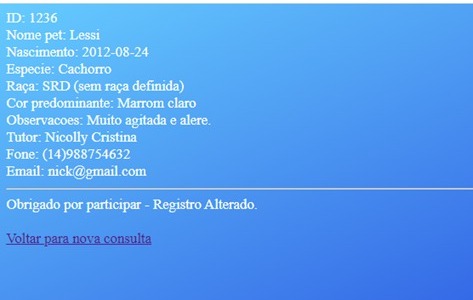 ID: 1236
Nome pet: Lessi
Nascimento: 2012-08-24
Especie: Cachorro
Raça: SRD (sem raça definida)
Cor predominante: Marrom claro
Observacoes: Muito agitada e alere.
Tutor: Nicolly Cristina
Fone: (14)988754632
Email: nick@gmail.com
Obrigado por participar - Registro Alterado.
Voltar para nova consulta